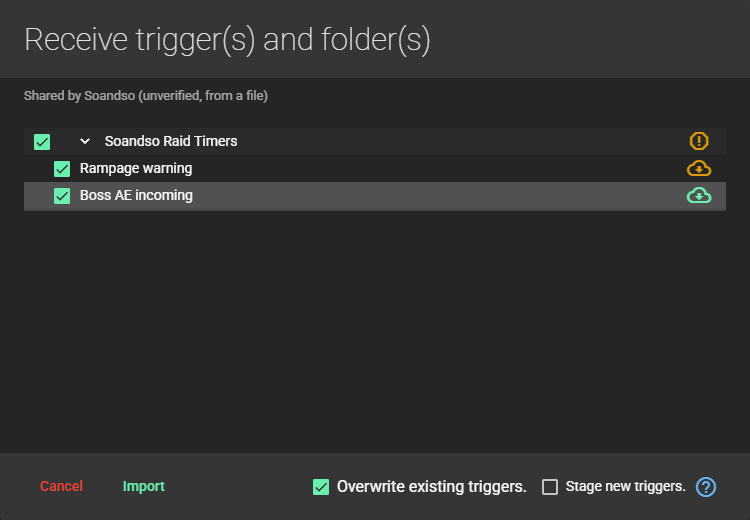 Receive trigger(s) and folder(s)
Shared by Soandso (unverified, from a file)
Soandso Raid Timers
Rampage warning
Boss AE incoming
Cancel Import Overwrite existing triggers. Stage new triggers.